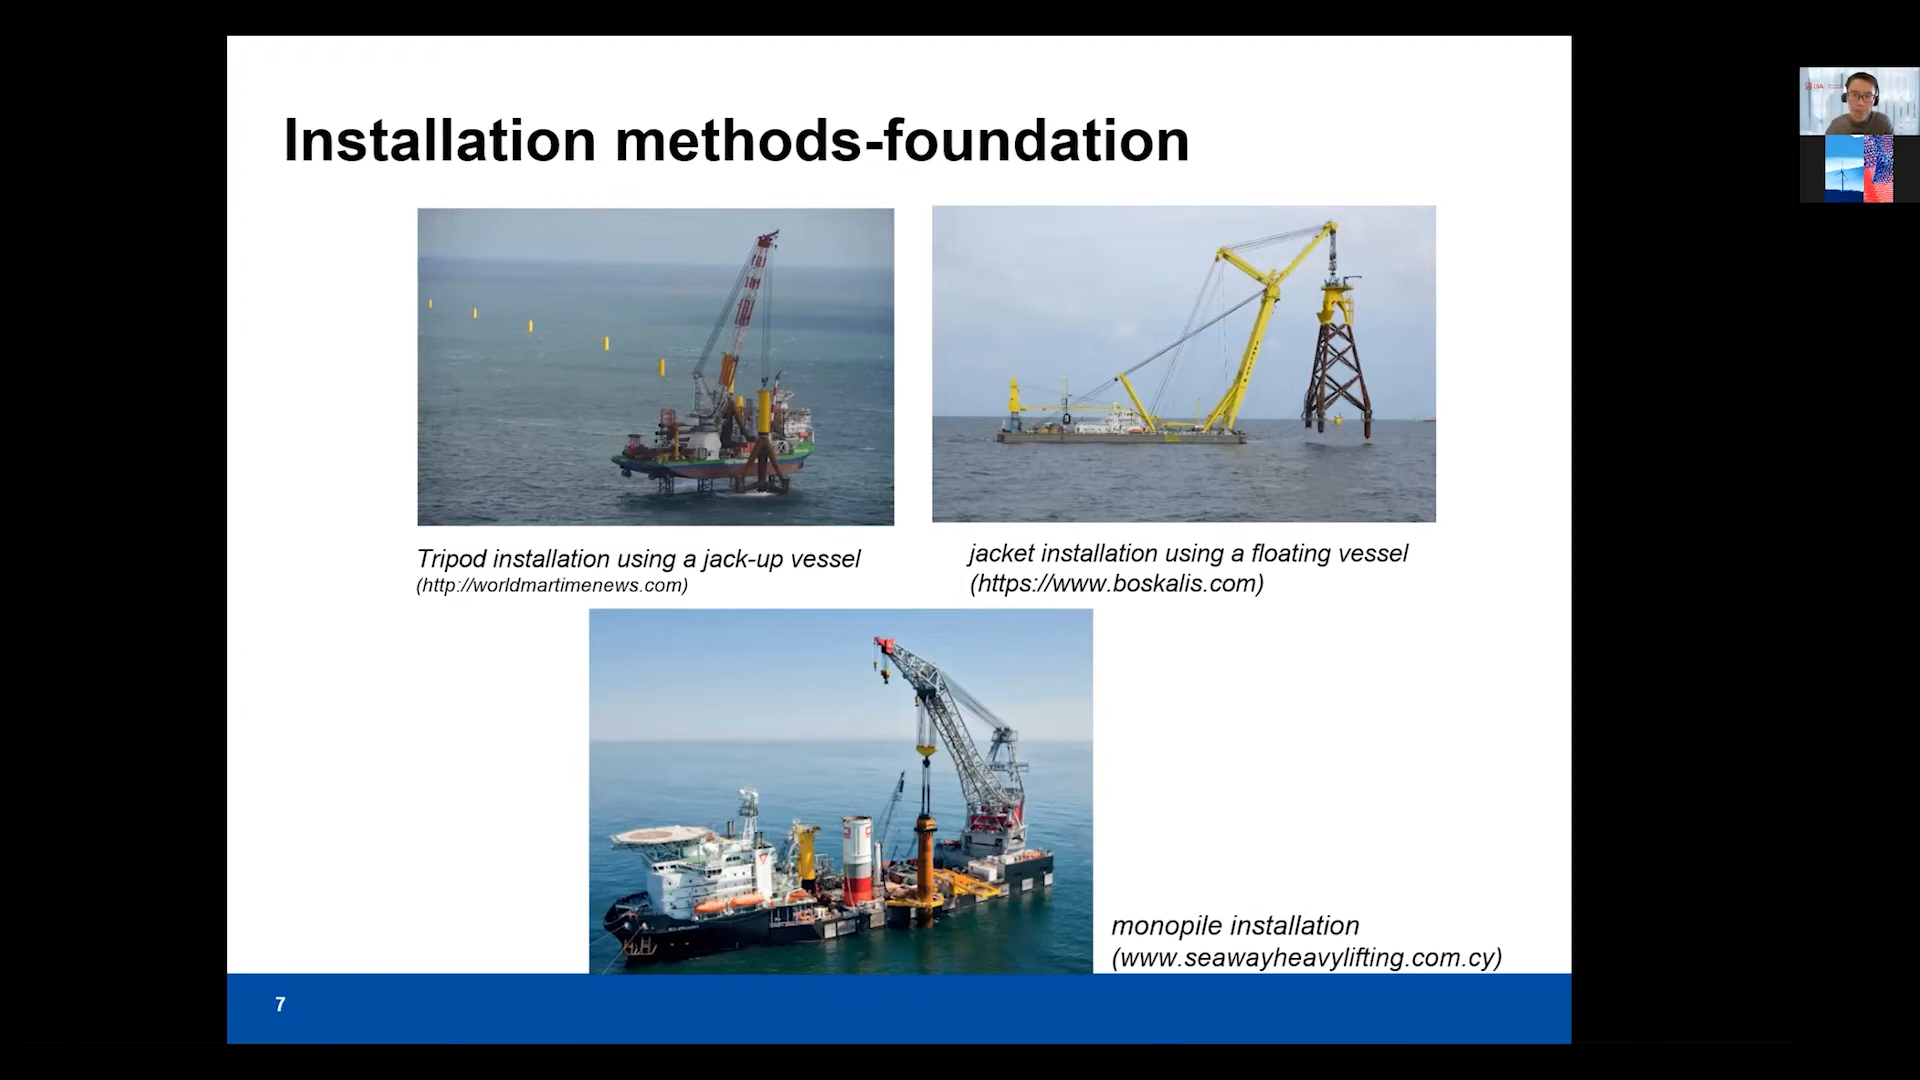 Installation methods-foundation
Tripod installation using a jack-up vessel
(http://worldmartimenews.com)
jacket installation using a floating vessel
(https://www.boskalis.com)
monopile installation
(www.seawayheavylifting.com.cy)
7
UiA